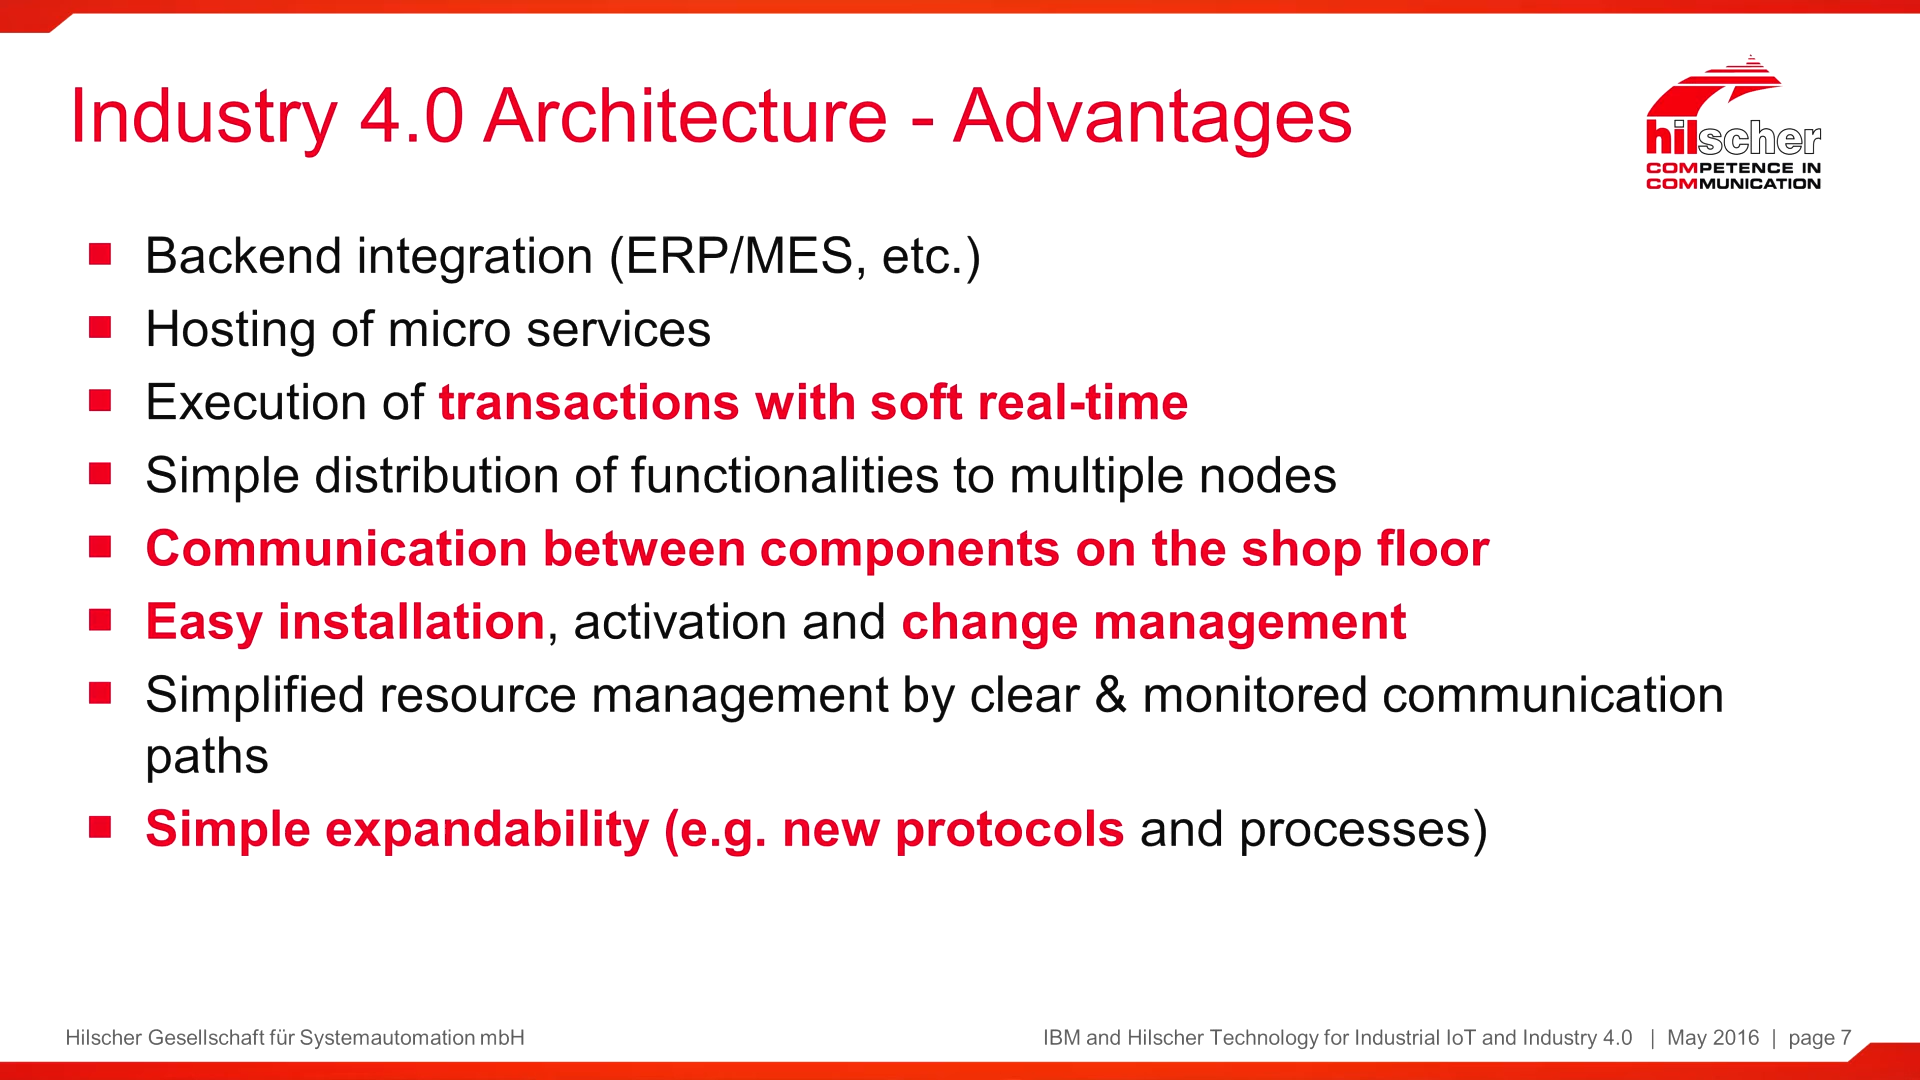 Industry 4.0 Architecture - Advantages
hilscher
COMPETENCE IN
COMMUNICATION
Backend integration (ERP/MES, etc.)
Hosting of micro services
Execution of transactions with soft real-time
Simple distribution of functionalities to multiple nodes
Communication between components on the shop floor
Easy installation, activation and change management
Simplified resource management by clear & monitored communication
paths
Simple expandability (e.g. new protocols and processes)
Hilscher Gesellschaft für Systemautomation mbH
IBM and Hilscher Technology for Industrial IoT and Industry 4.0 | May 2016 | page 7